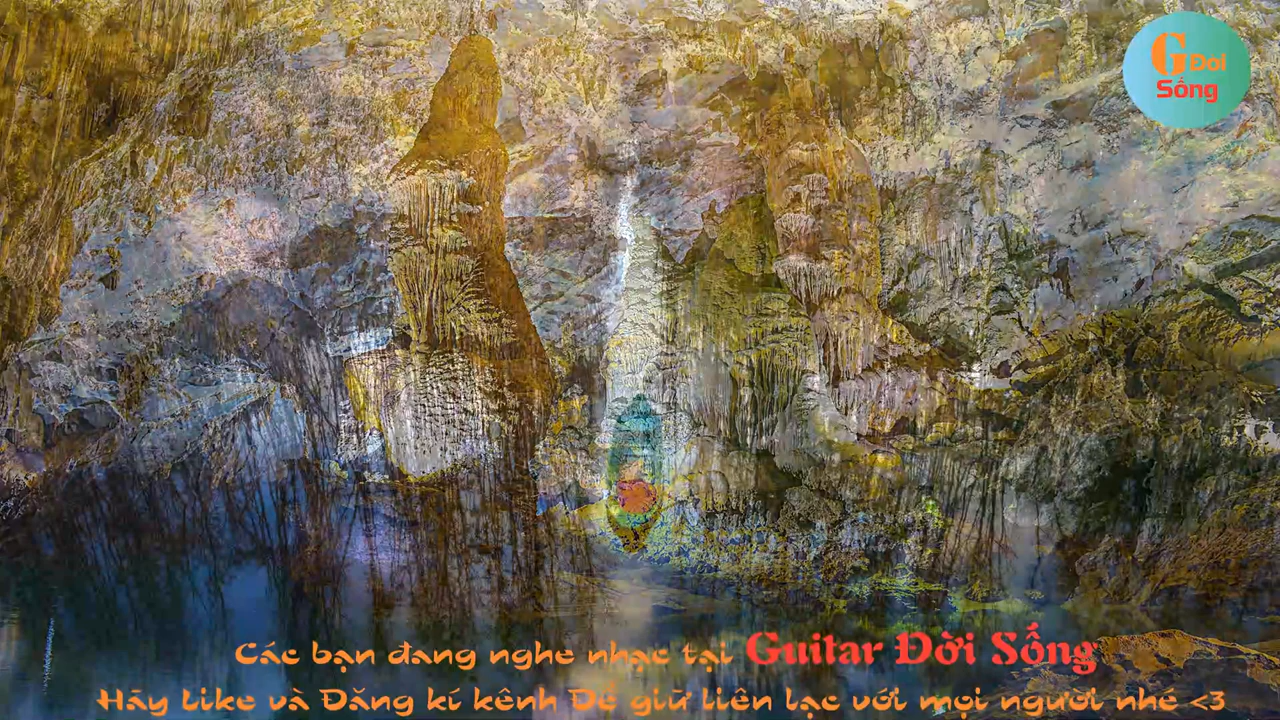 G Đoi
Sống
Các bạn đang nghe nhạc tại Guitar Đời Sống
Hãy Like và Đăng kí kênh Để giữ liên lạc với mọi người nhé <3